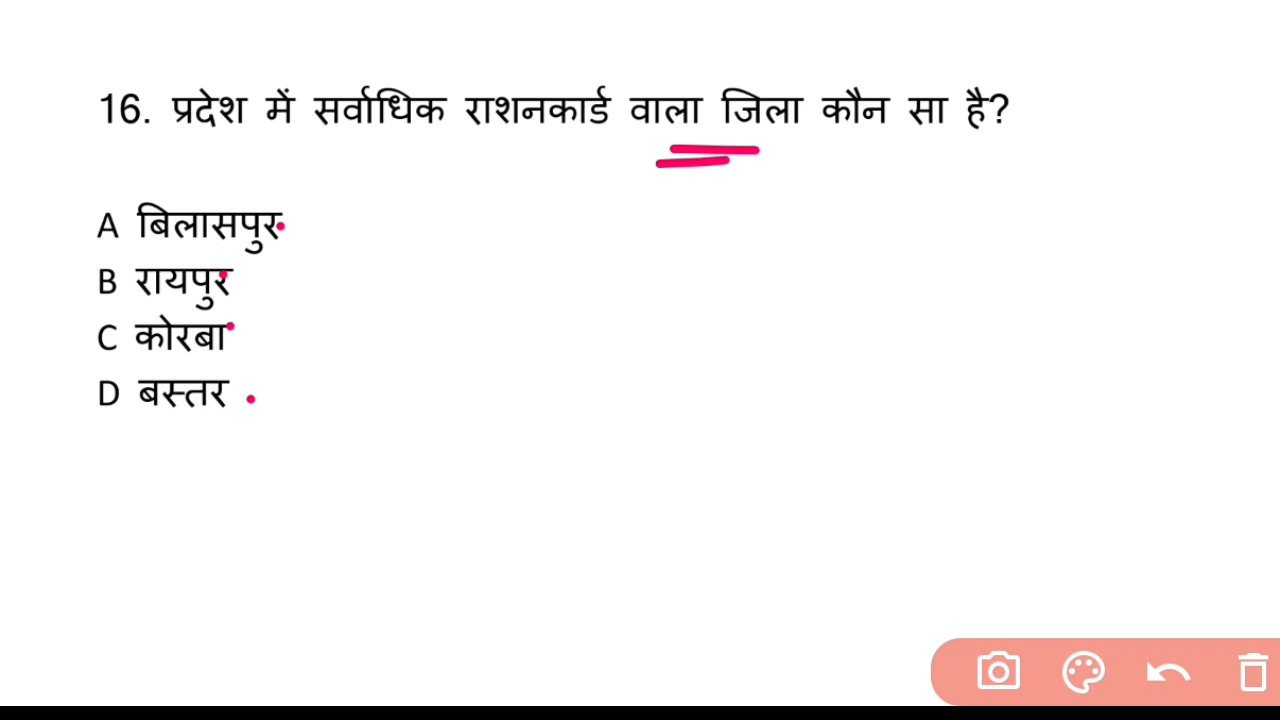 16. प्रदेश में सर्वाधिक राशनकार्ड वाला जिला कौन सा है?
A बिलासपुर
B रायपुर
C कोरबा
D बस्तर